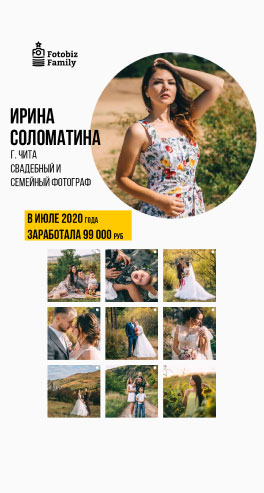 Fotobiz
Family
ИРИНА
СОЛОМАТИНА
Г. ЧИТА
СВАДЕБНЫЙ И
СЕМЕЙНЫЙ ФОТОГРАФ
В ИЮЛЕ 2020 ГОДА
ЗАРАБОТАЛА 99 000 РУБ